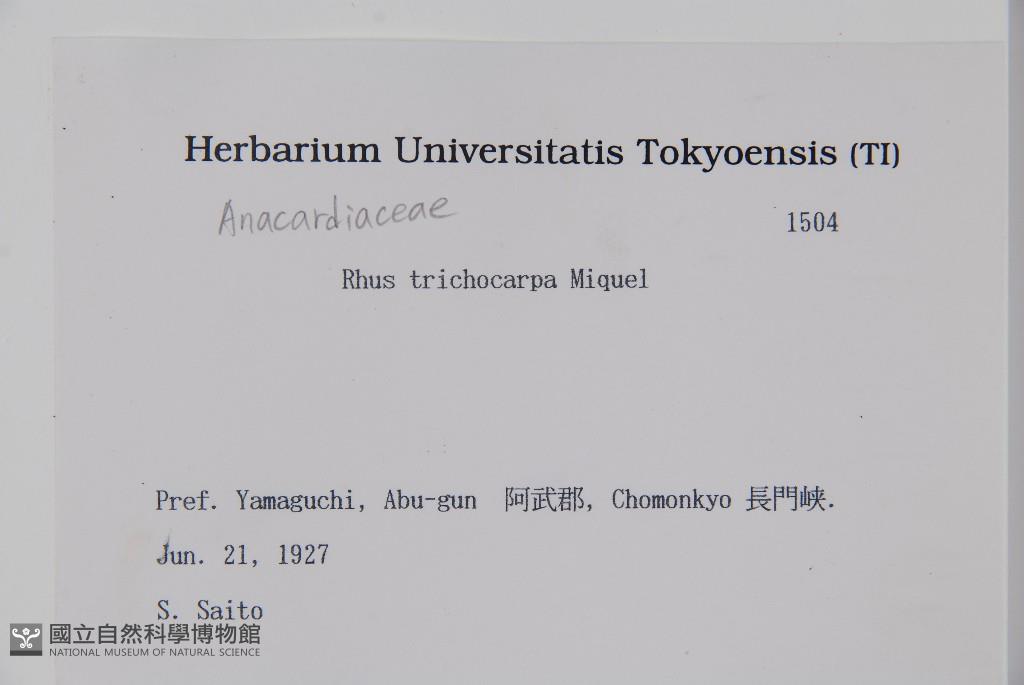 Herbarium Universitatis Tokyoensis (TI)
Anacardiaceae
1504
Rhus trichocarpa Miquel
Pref. Yamaguchi, Abu-gun 阿武郡, Chomonkyo 長門峡.
Jun. 21, 1927
S. Saito
國立自然科學博物館
NATIONAL MUSEUM OF NATURAL SCIENCE